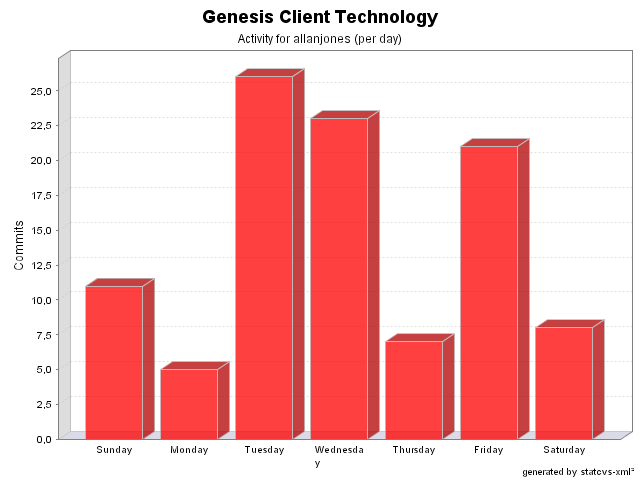 Genesis Client Technology
Activity for allanjones (per day)
Commits
25,0
22,5
20,0
17,5
15,0
12,5
10,0
7,5
5,0
2,5
0,0
Sunday Monday Tuesday Wednesda Thursday Friday Saturday
y
generated by statcvs-xml²